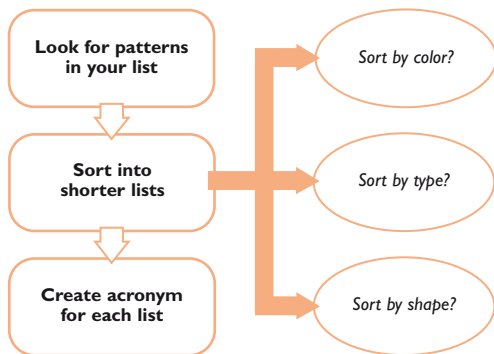 Look for patterns
in your list
Sort by color?
Sort into
shorter lists
Sort by type?
Create acronym
for each list
Sort by shape?